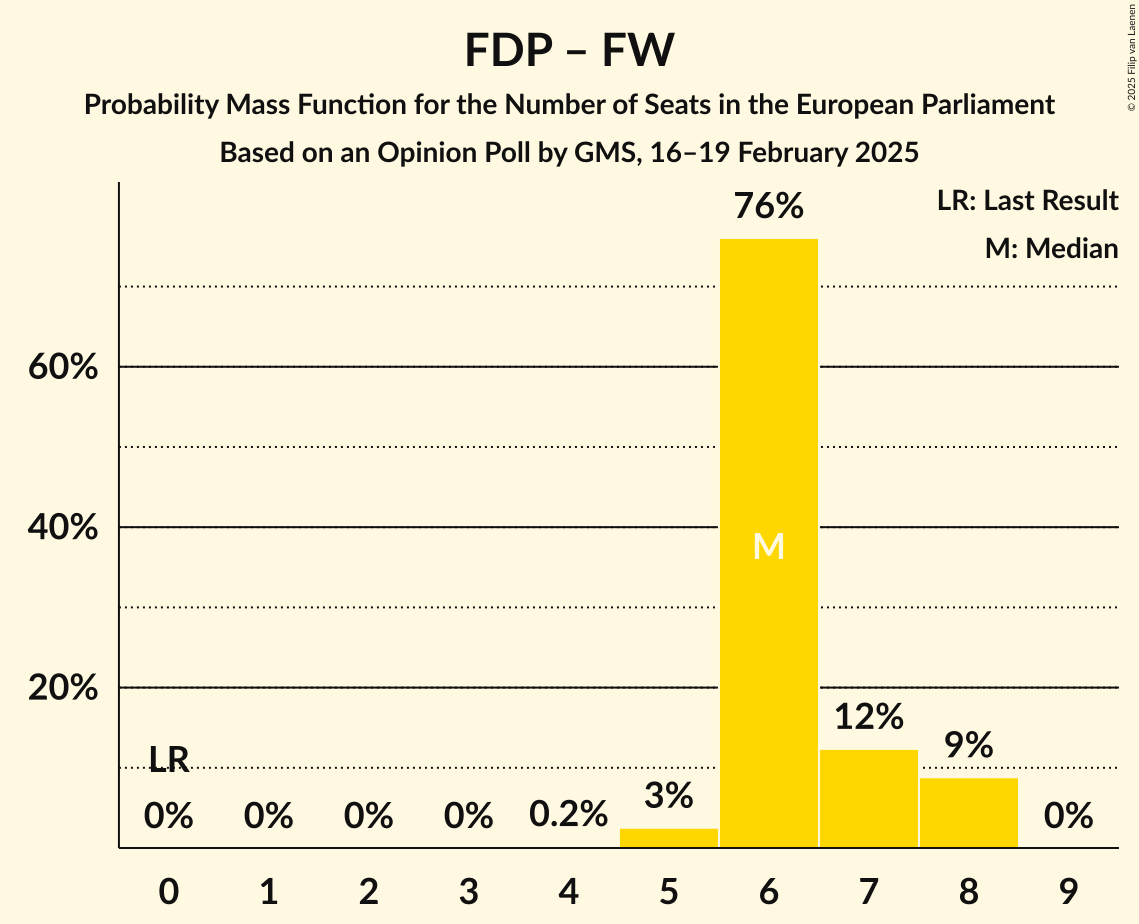 FDP – FW
Probability Mass Function for the Number of Seats in the European Parliament
Based on an Opinion Poll by GMS, 16–19 February 2025
© 2025 Filip van Laenen
LR: Last Result
M: Median
76%
60%
40%
20%
M
LR
0%
0%
0%
0%
0.2%
3%
12%
9%
0%
0 1 2 3 4 5 6 7 8 9